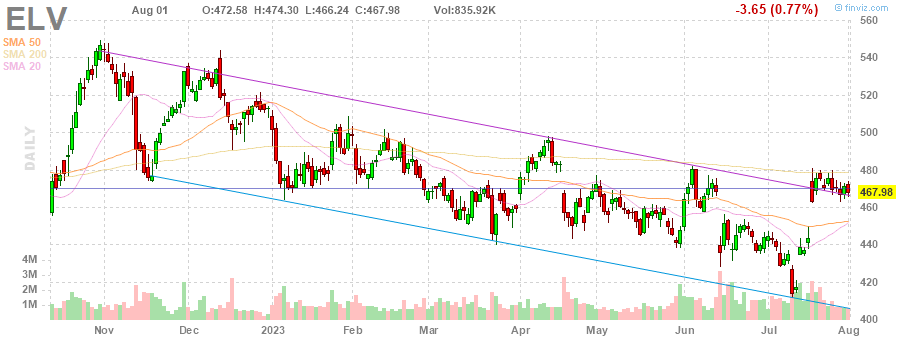 ELV
Aug 01 O:472.58 H:474.30 L:466.24 C:467.98 Vol:835.92K -3.65 (0.77%) © finviz.com
SMA 50
SMA 200
SMA 20
DAILY
560
540
520
500
480
467.98
460
440
420
400
4M
3M
2M
1M
Nov Dec 2023 Feb Mar Apr May Jun Jul Aug